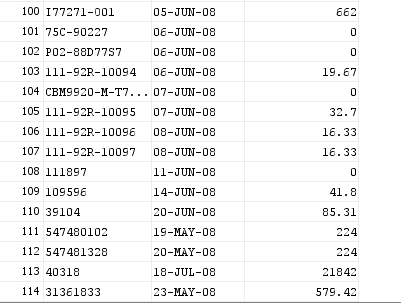 100 I77271-001 05-JUN-08 662
101 75C-90227 06-JUN-08 0
102 P02-88D77S7 06-JUN-08 0
103 111-92R-10094 06-JUN-08 19.67
104 CBM9920-M-T7... 07-JUN-08 0
105 111-92R-10095 07-JUN-08 32.7
106 111-92R-10096 08-JUN-08 16.33
107 111-92R-10097 08-JUN-08 16.33
108 111897 11-JUN-08 0
109 109596 14-JUN-08 41.8
110 39104 20-JUN-08 85.31
111 547480102 19-MAY-08 224
112 547481328 20-MAY-08 224
113 40318 18-JUL-08 21842
114 31361833 23-MAY-08 579.42